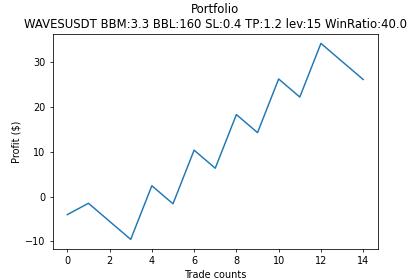 Portfolio
WAVESUSDT BBM:3.3 BBL:160 SL:0.4 TP:1.2 lev:15 WinRatio:40.0
30
20
10
0
−10
Profit ($)
0 2 4 6 8 10 12 14
Trade counts